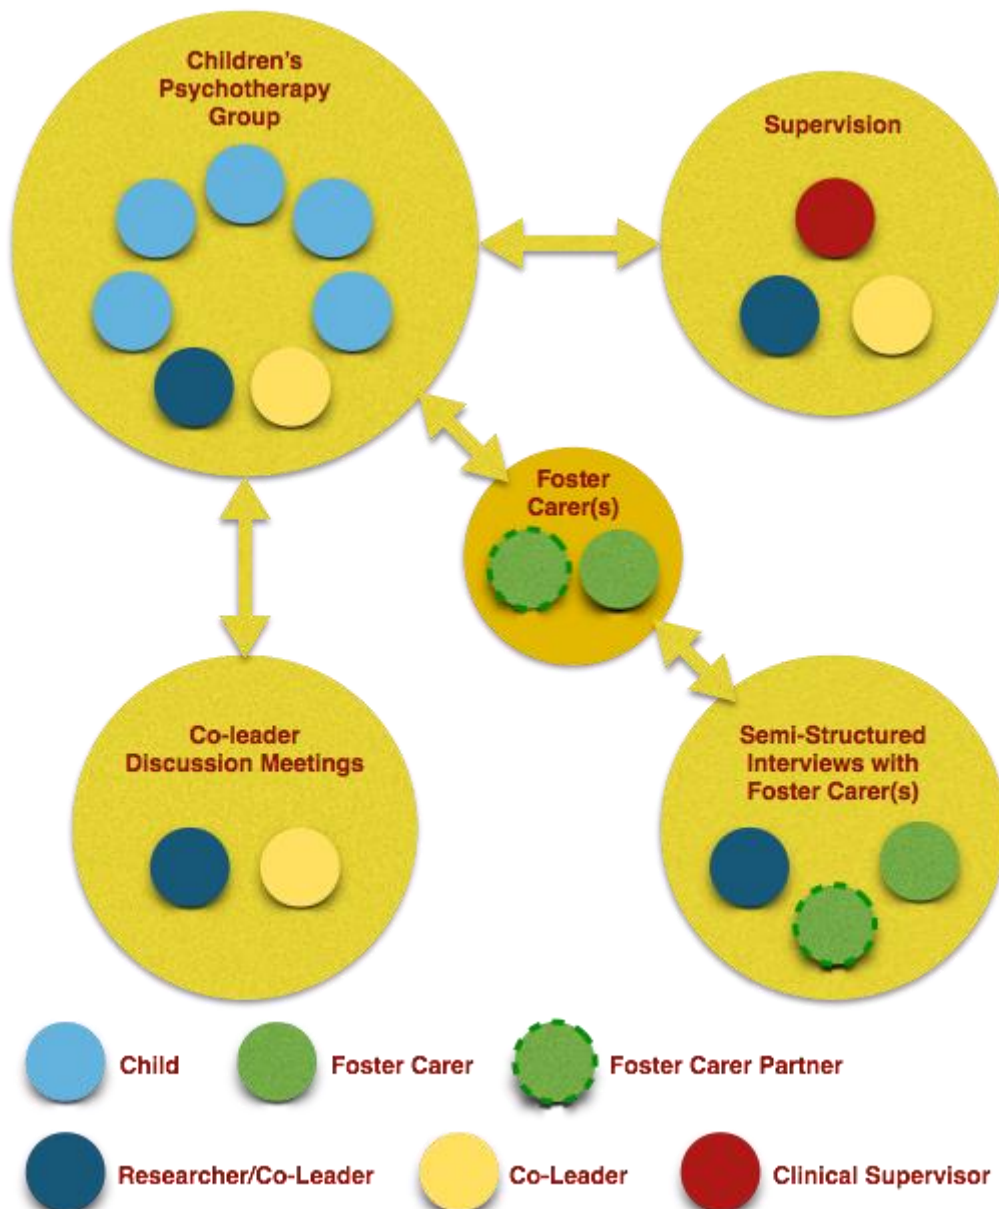 Children's
Psychotherapy
Group
Supervision
Foster
Carer(s)
Co-leader
Discussion Meetings
Semi-Structured
Interviews with
Foster Carer(s)
Child
Foster Carer
Foster Carer Partner
Researcher/Co-Leader
Co-Leader
Clinical Supervisor